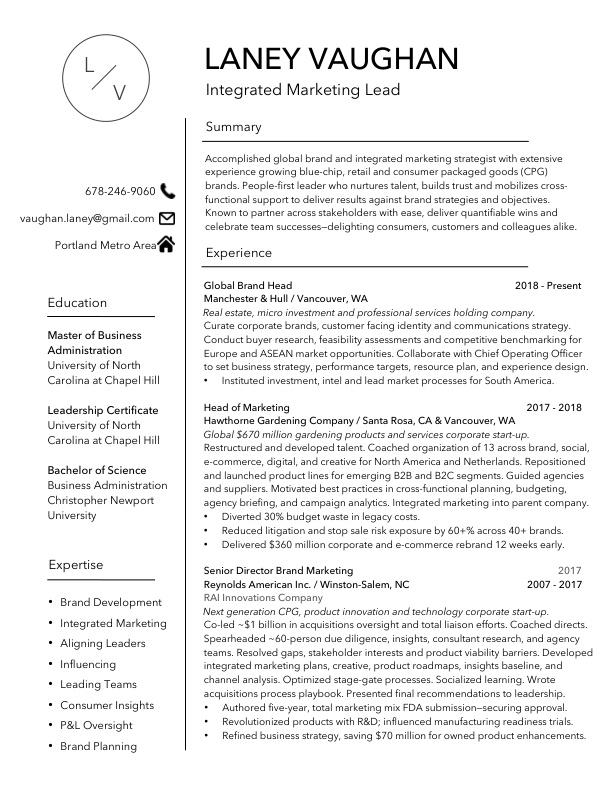 L
V
LANEY VAUGHAN
Integrated Marketing Lead
678-246-9060
vaughan.laney@gmail.com
Portland Metro Area
Education
Master of Business
Administration
University of North
Carolina at Chapel Hill
Leadership Certificate
University of North
Carolina at Chapel Hill
Bachelor of Science
Business Administration
Christopher Newport
University
Expertise
• Brand Development
• Integrated Marketing
• Aligning Leaders
• Influencing
• Leading Teams
• Consumer Insights
• P&L Oversight
• Brand Planning
Summary
Accomplished global brand and integrated marketing strategist with extensive
experience growing blue-chip, retail and consumer packaged goods (CPG)
brands. People-first leader who nurtures talent, builds trust and mobilizes cross-
functional support to deliver results against brand strategies and objectives.
Known to partner across stakeholders with ease, deliver quantifiable wins and
celebrate team successes—delighting consumers, customers and colleagues alike.
Experience
Global Brand Head 2018 - Present
Manchester & Hull / Vancouver, WA
Real estate, micro investment and professional services holding company.
Curate corporate brands, customer facing identity and communications strategy.
Conduct buyer research, feasibility assessments and competitive benchmarking for
Europe and ASEAN market opportunities. Collaborate with Chief Operating Officer
to set business strategy, performance targets, resource plan, and experience design.
• Instituted investment, intel and lead market processes for South America.
Head of Marketing 2017 - 2018
Hawthorne Gardening Company / Santa Rosa, CA & Vancouver, WA
Global $670 million gardening products and services corporate start-up.
Restructured and developed talent. Coached organization of 13 across brand, social,
e-commerce, digital, and creative for North America and Netherlands. Repositioned
and launched product lines for emerging B2B and B2C segments. Guided agencies
and suppliers. Motivated best practices in cross-functional planning, budgeting,
agency briefing, and campaign analytics. Integrated marketing into parent company.
• Diverted 30% budget waste in legacy costs.
• Reduced litigation and stop sale risk exposure by 60+% across 40+ brands.
• Delivered $360 million corporate and e-commerce rebrand 12 weeks early.
Senior Director Brand Marketing 2017
Reynolds American Inc. / Winston-Salem, NC 2007 - 2017
RAI Innovations Company
Next generation CPG, product innovation and technology corporate start-up.
Co-led ~$1 billion in acquisitions oversight and total liaison efforts. Coached directs.
Spearheaded ~60-person due diligence, insights, consultant research, and agency
teams. Resolved gaps, stakeholder interests and product viability barriers. Developed
integrated marketing plans, creative, product roadmaps, insights baseline, and
channel analysis. Optimized stage-gate processes. Socialized learning. Wrote
acquisitions process playbook. Presented final recommendations to leadership.
• Authored five-year, total marketing mix FDA submission—securing approval.
• Revolutionized products with R&D; influenced manufacturing readiness trials.
• Refined business strategy, saving $70 million for owned product enhancements.